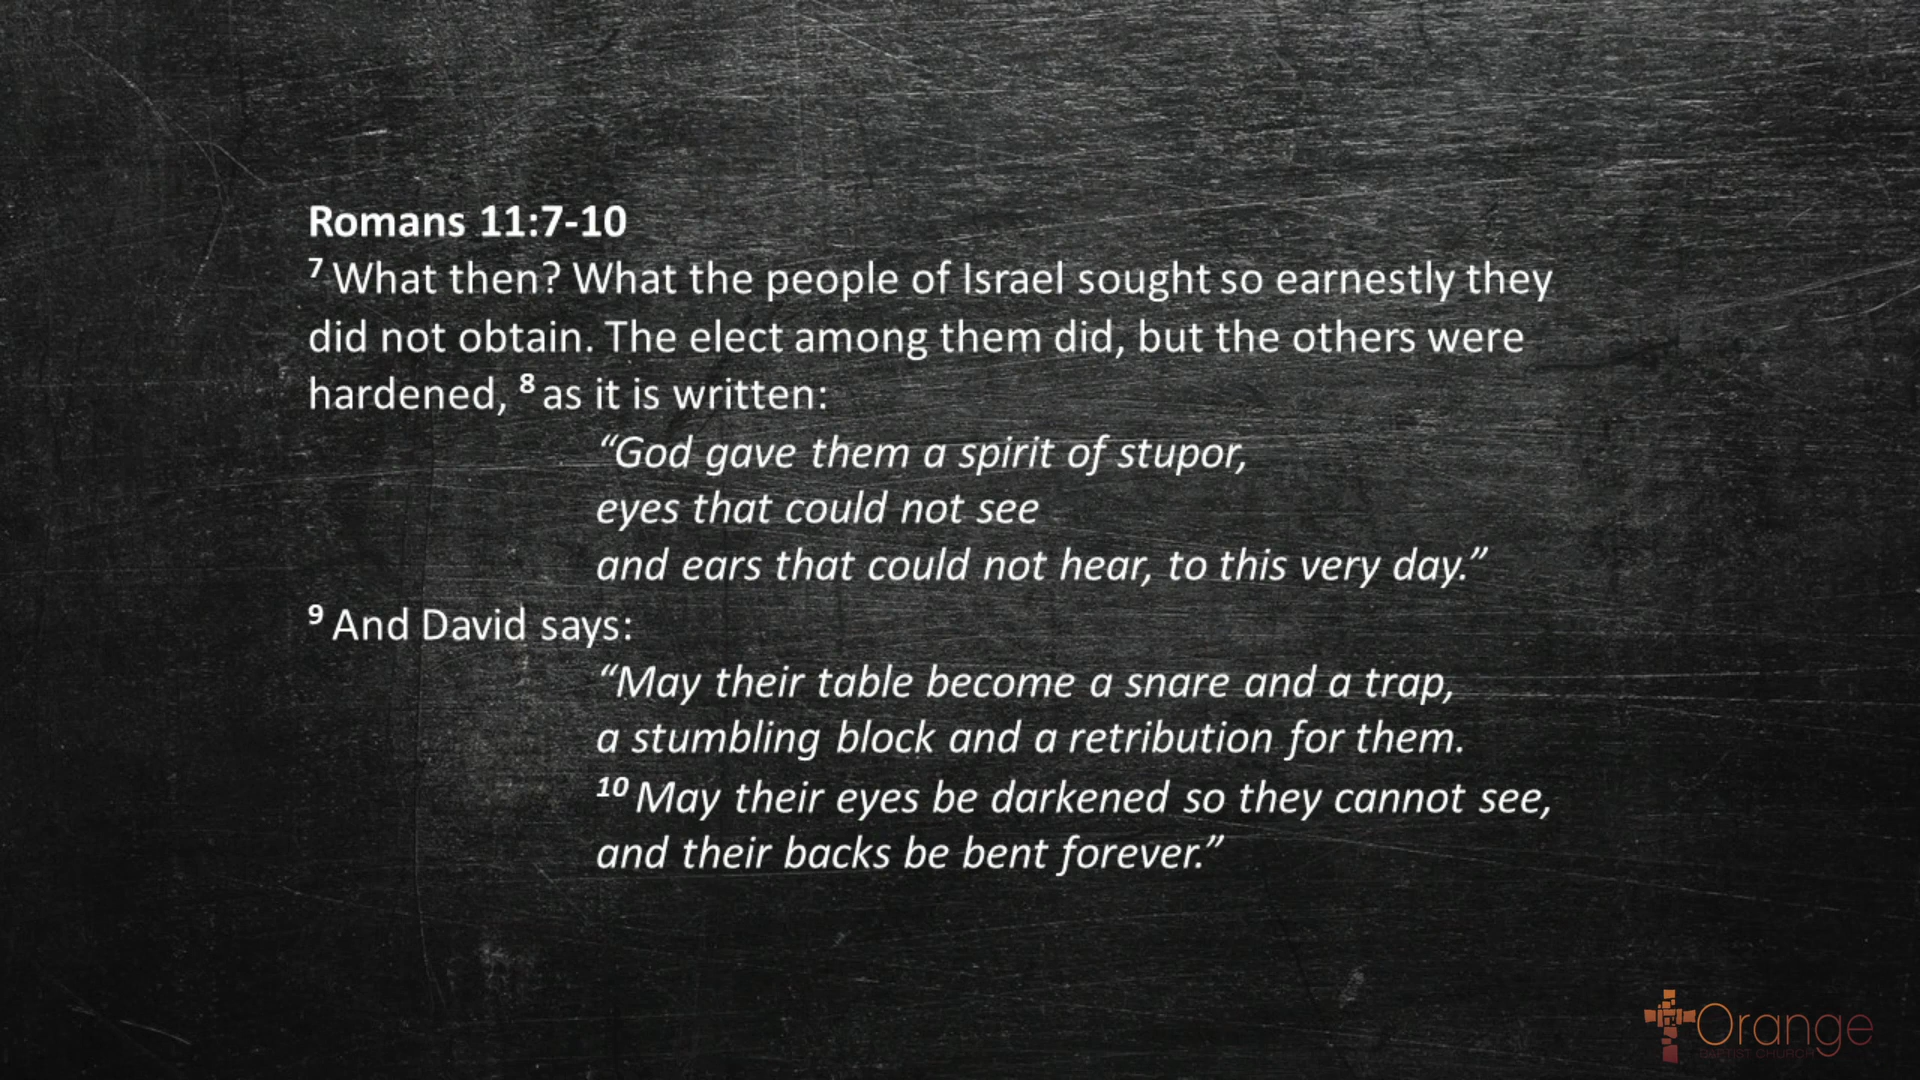 Romans 11:7-10
7 What then? What the people of Israel sought so earnestly they
did not obtain. The elect among them did, but the others were
hardened, 8 as it is written:
“God gave them a spirit of stupor,
eyes that could not see
and ears that could not hear, to this very day.”
9 And David says:
“May their table become a snare and a trap,
a stumbling block and a retribution for them.
10 May their eyes be darkened so they cannot see,
and their backs be bent forever.”
Orange
BAPTIST CHURCH